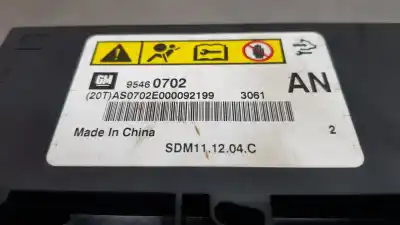 GM 9546 0702 AN
(20T)AS0702E000092199 3061
Made In China 2
SDM11.12.04.C